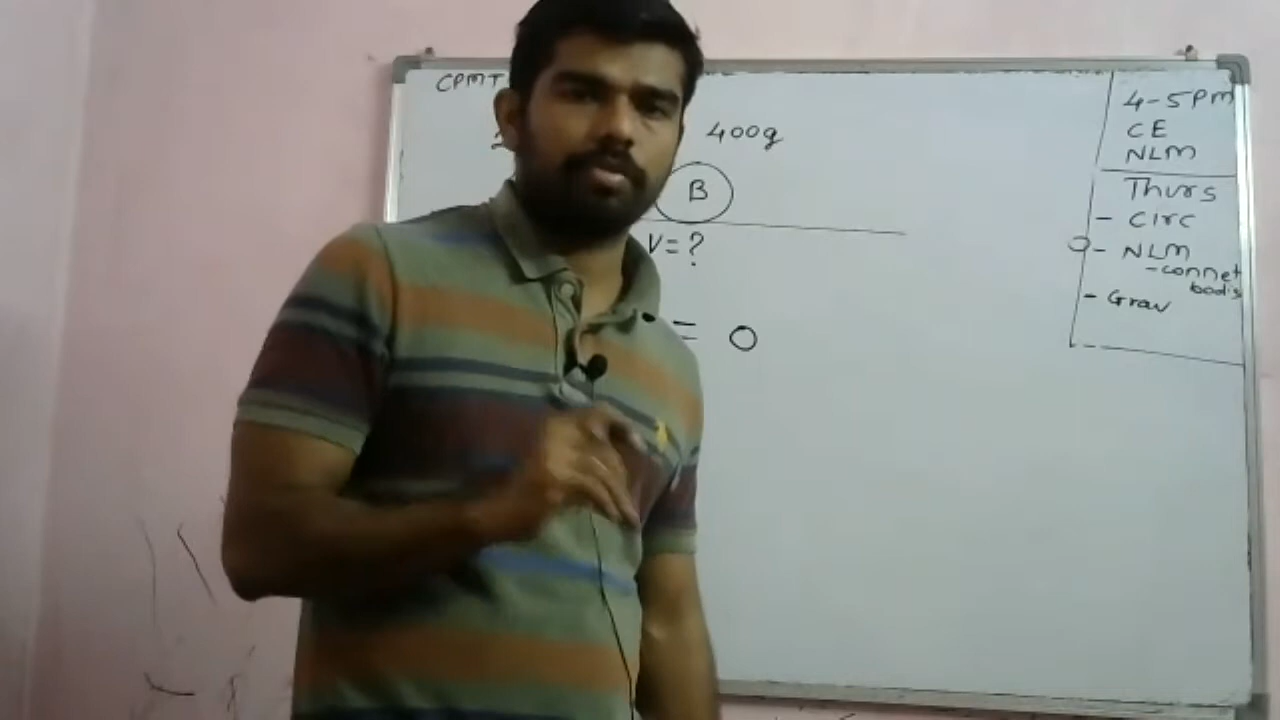 CPMT
400g
B
V=?
= 0
4-5pm
CE
NLM
Thurs
- Circ
- NLM
-connet
bodis
- Grav